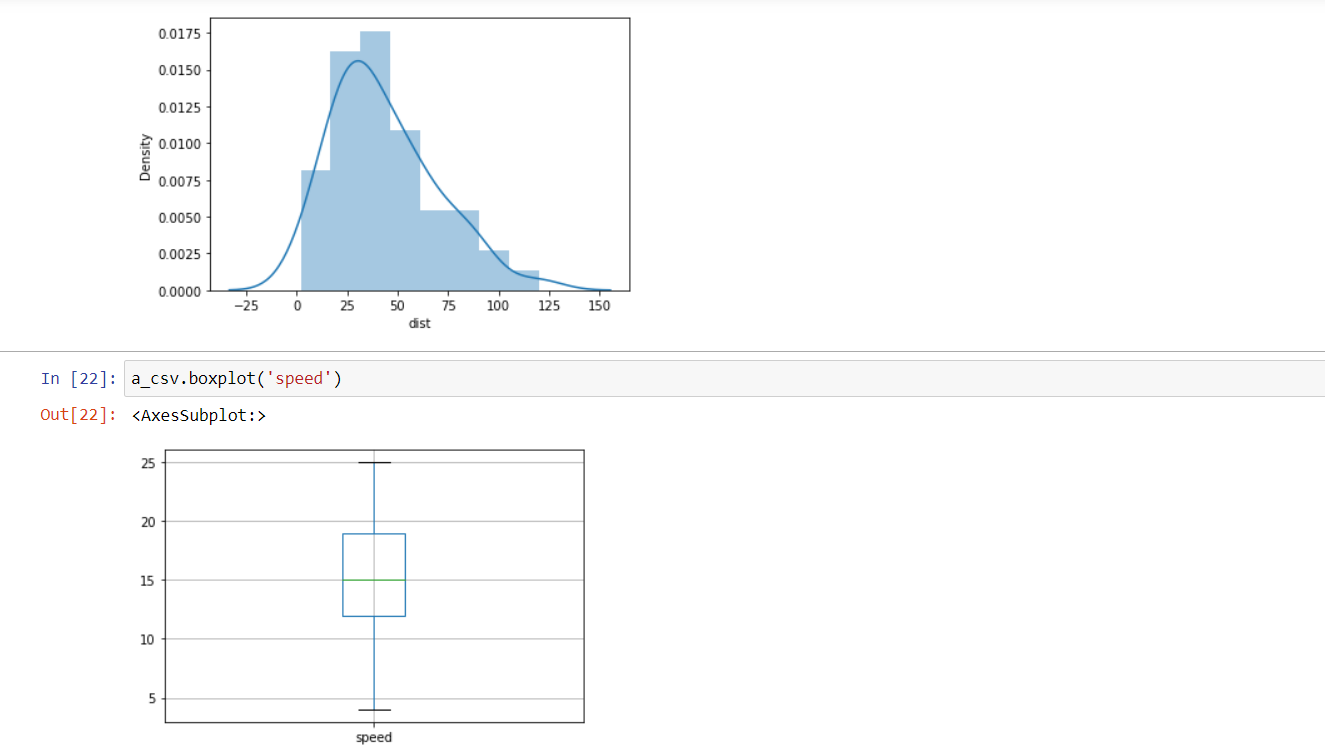 0.0175
0.0150
0.0125
0.0100
0.0075
0.0050
0.0025
0.0000
Density
−25 0 25 50 75 100 125 150
dist
In [22]: a_csv.boxplot('speed')
Out[22]: <AxesSubplot:>
25
20
15
10
5
speed